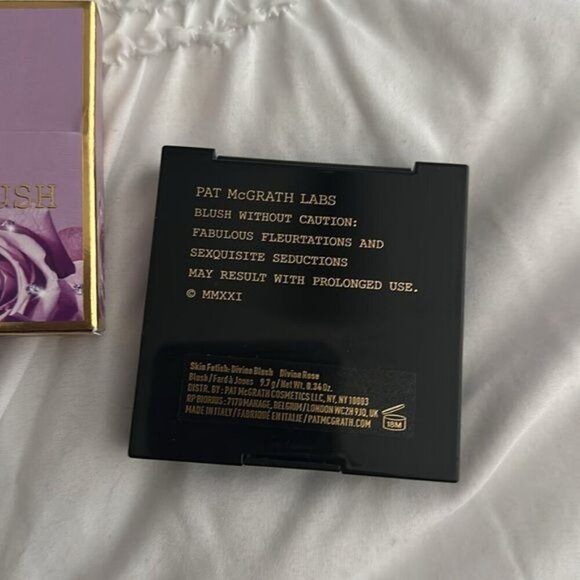 USH
PAT McGRATH LABS
BLUSH WITHOUT CAUTION:
FABULOUS FLEURTATIONS AND
SEXQUISITE SEDUCTIONS
MAY RESULT WITH PROLONGED USE.
© MMXXI
Skin Fetish: Divine Blush Divine Rose
Blush / Fard à Joues 9.7 g / Net Wt. 0.34 Oz.
DISTR. BY: PAT McGRATH COSMETICS LLC, NY, NY 10003
RP BIORIUS: 7170 MANAGE, BELGIUM / LONDON WC2H 9JQ, UK
MADE IN ITALY / FABRIQUÉ EN ITALIE / PATMCGRATH.COM
18M